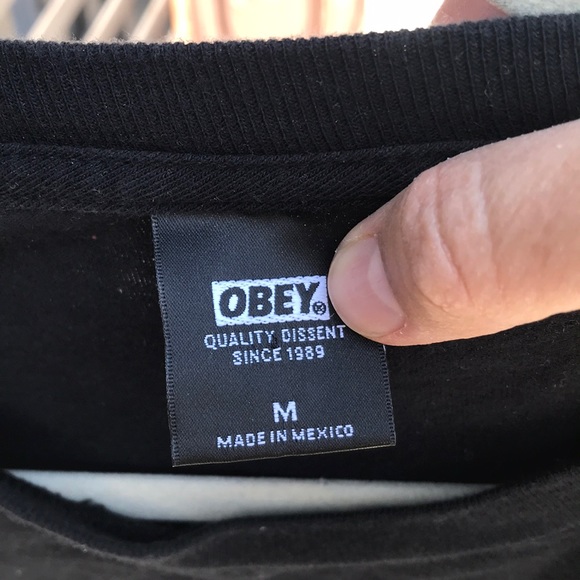 OBEY®
QUALITY DISSENT
SINCE 1989
M
MADE IN MEXICO